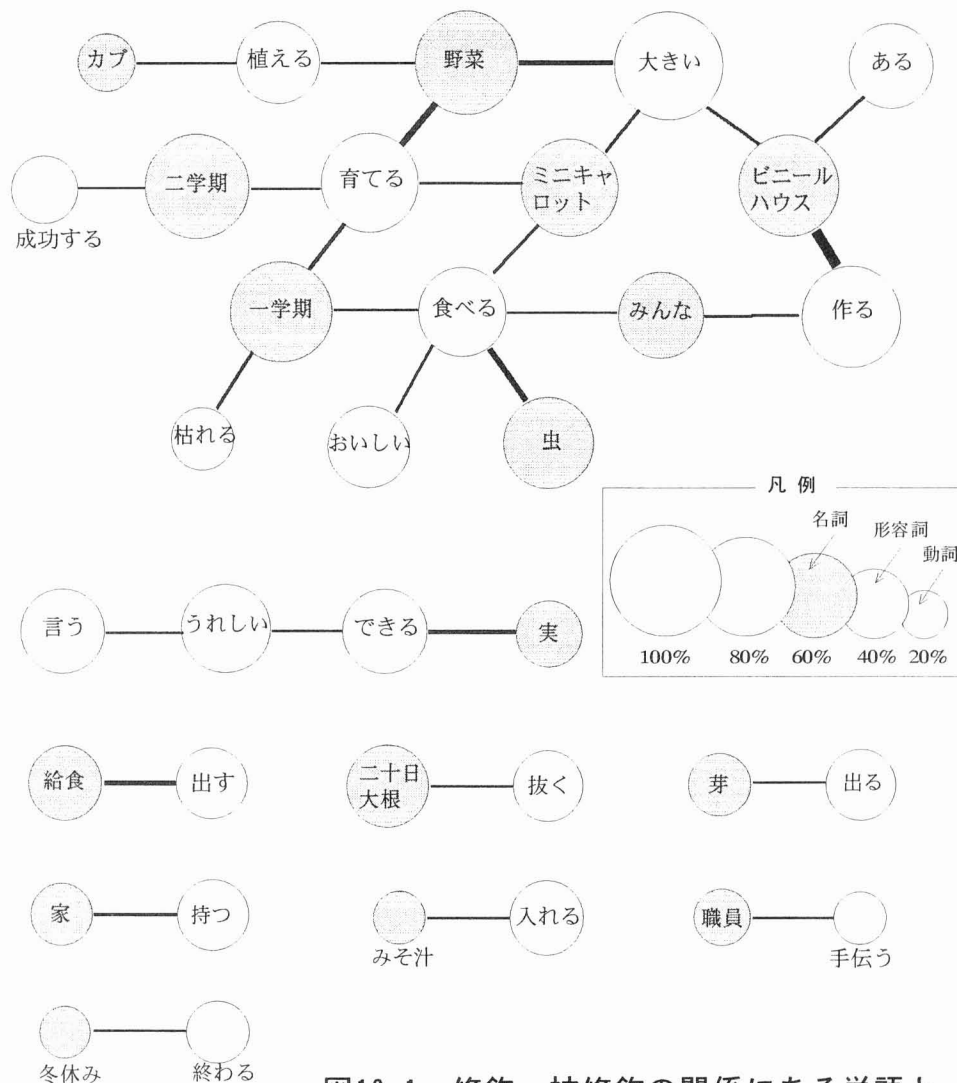 カブ
植える
野菜
大きい
ある
成功する
二学期
育てる
ミニキャ
ロット
ビニール
ハウス
一学期
食べる
みんな
作る
枯れる
おいしい
虫
凡例
名詞
形容詞
動詞
100%
80%
60%
40%
20%
言う
うれしい
できる
実
給食
出す
二十日
大根
抜く
芽
出る
家
持つ
みそ汁
入れる
職員
手伝う
冬休み
終わる